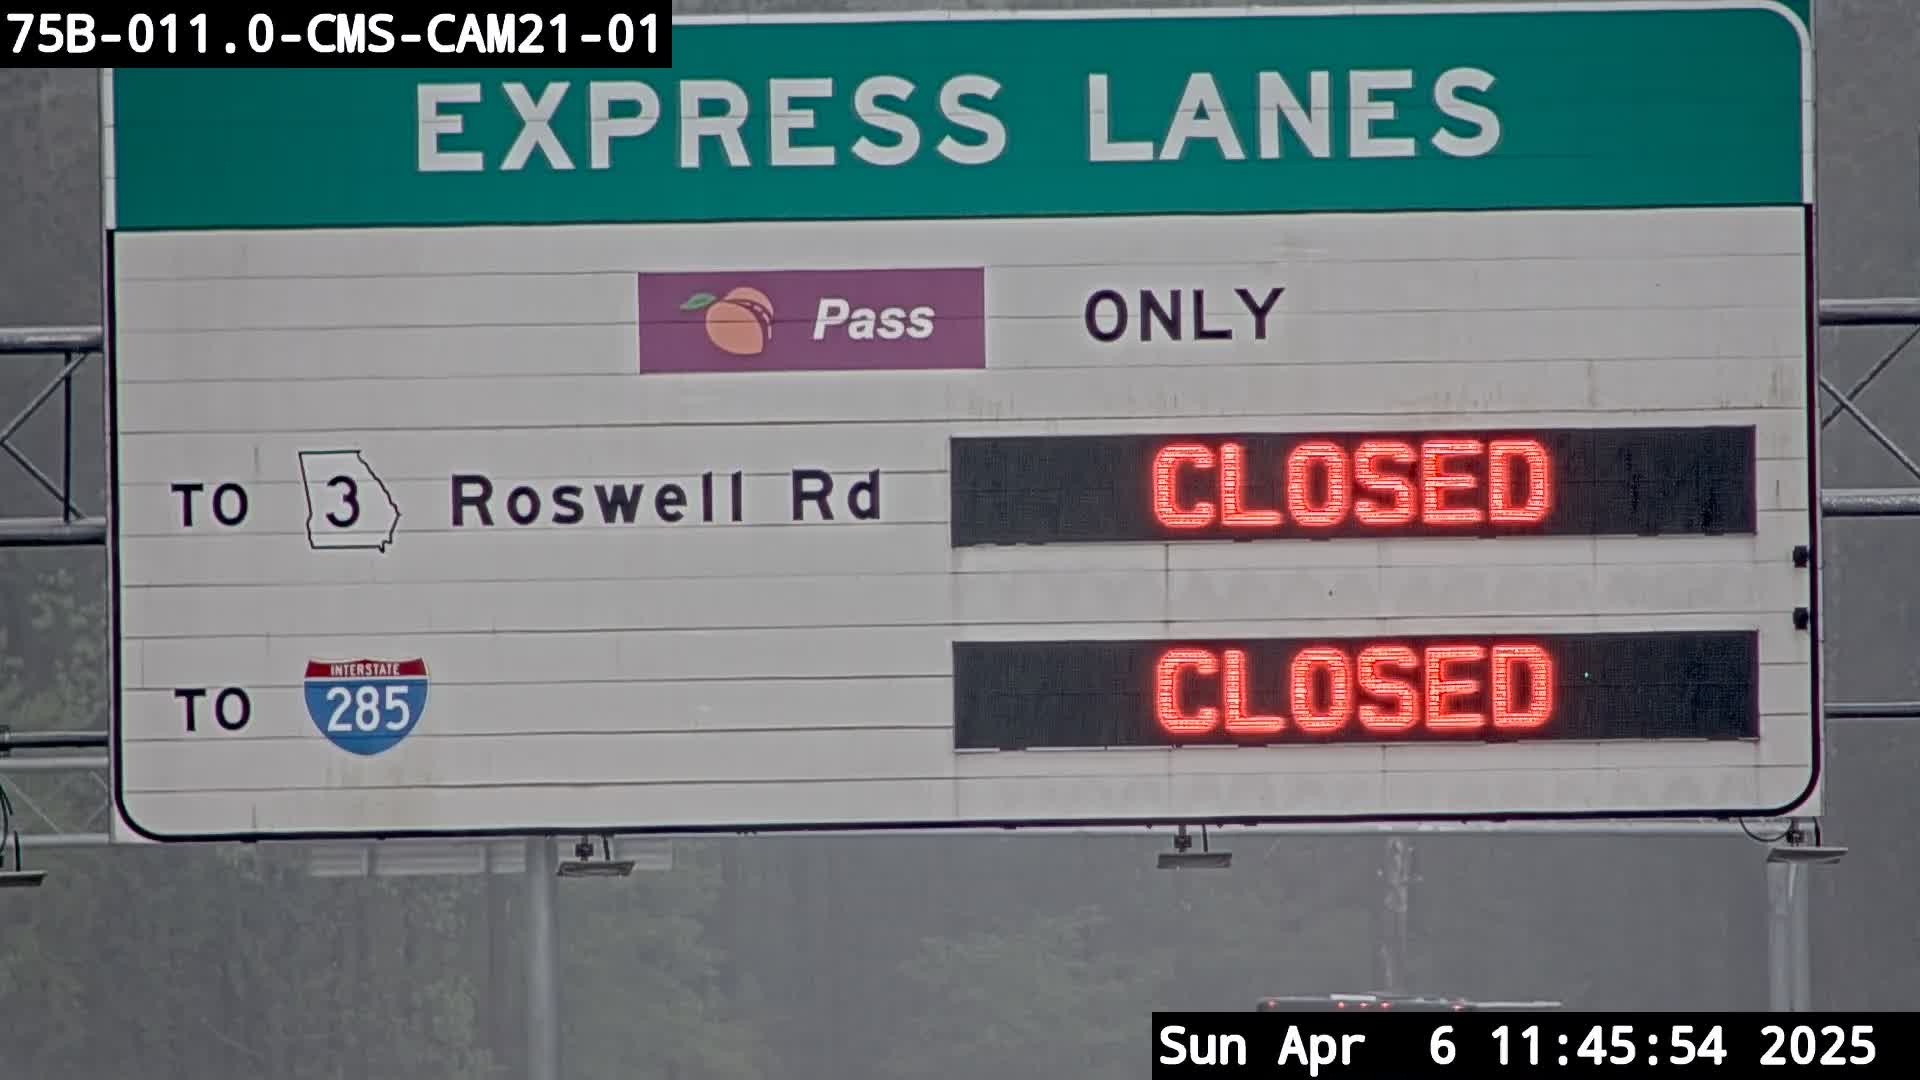 75B-011.0-CMS-CAM21-01
EXPRESS LANES
Pass ONLY
TO 3 Roswell Rd CLOSED
TO INTERSTATE 285 CLOSED
Sun Apr 6 11:45:54 2025